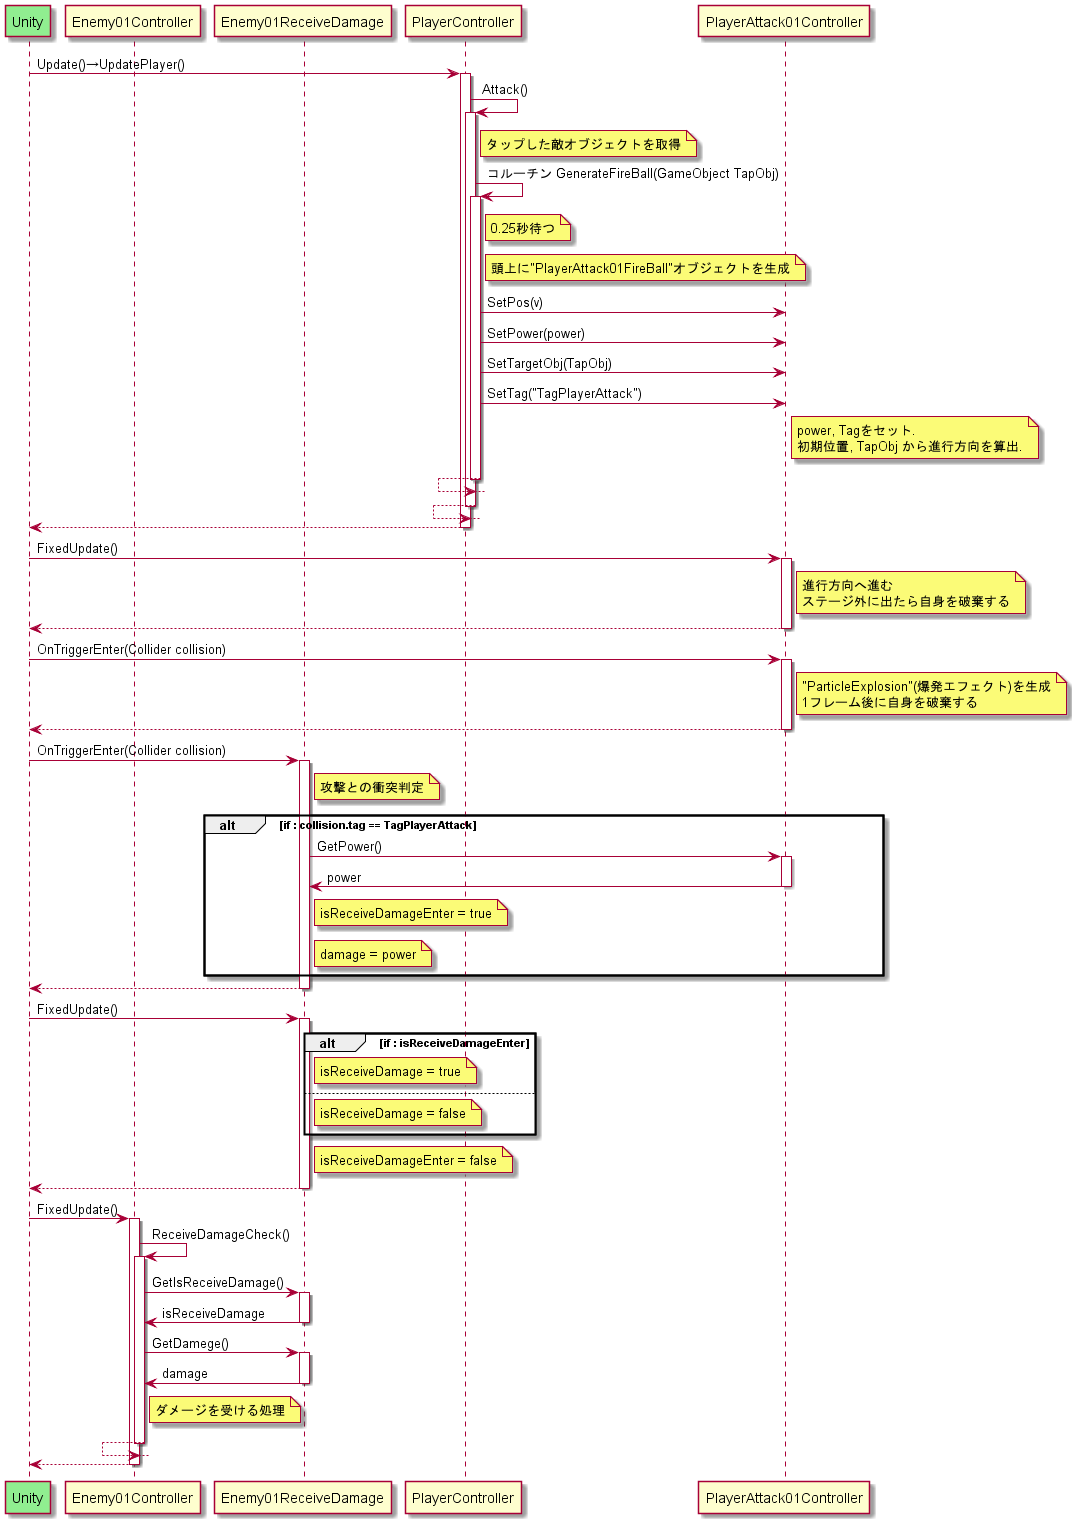 Unity
Enemy01Controller
Enemy01ReceiveDamage
PlayerController
PlayerAttack01Controller
Update()→UpdatePlayer()
Attack()
タップした敵オブジェクトを取得
コルーチン GenerateFireBall(GameObject TapObj)
0.25秒待つ
頭上に"PlayerAttack01FireBall"オブジェクトを生成
SetPos(v)
SetPower(power)
SetTargetObj(TapObj)
SetTag("TagPlayerAttack")
power, Tagをセット.
初期位置, TapObj から進行方向を算出.
FixedUpdate()
進行方向へ進む
ステージ外に出たら自身を破棄する
OnTriggerEnter(Collider collision)
"ParticleExplosion"(爆発エフェクト)を生成
1フレーム後に自身を破棄する
OnTriggerEnter(Collider collision)
攻撃との衝突判定
alt
[if : collision.tag == TagPlayerAttack]
GetPower()
power
isReceiveDamageEnter = true
damage = power
FixedUpdate()
alt
[if : isReceiveDamageEnter]
isReceiveDamage = true
isReceiveDamage = false
isReceiveDamageEnter = false
FixedUpdate()
ReceiveDamageCheck()
GetIsReceiveDamage()
isReceiveDamage
GetDamege()
damage
ダメージを受ける処理
Unity
Enemy01Controller
Enemy01ReceiveDamage
PlayerController
PlayerAttack01Controller